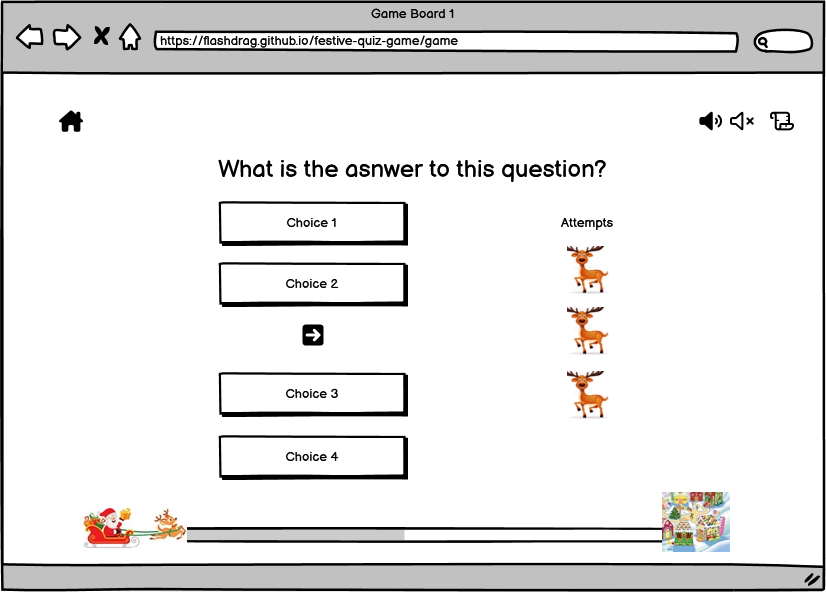 Game Board 1
https://flashdrag.github.io/festive-quiz-game/game
What is the asnwer to this question?
Choice 1
Attempts
Choice 2
Choice 3
Choice 4